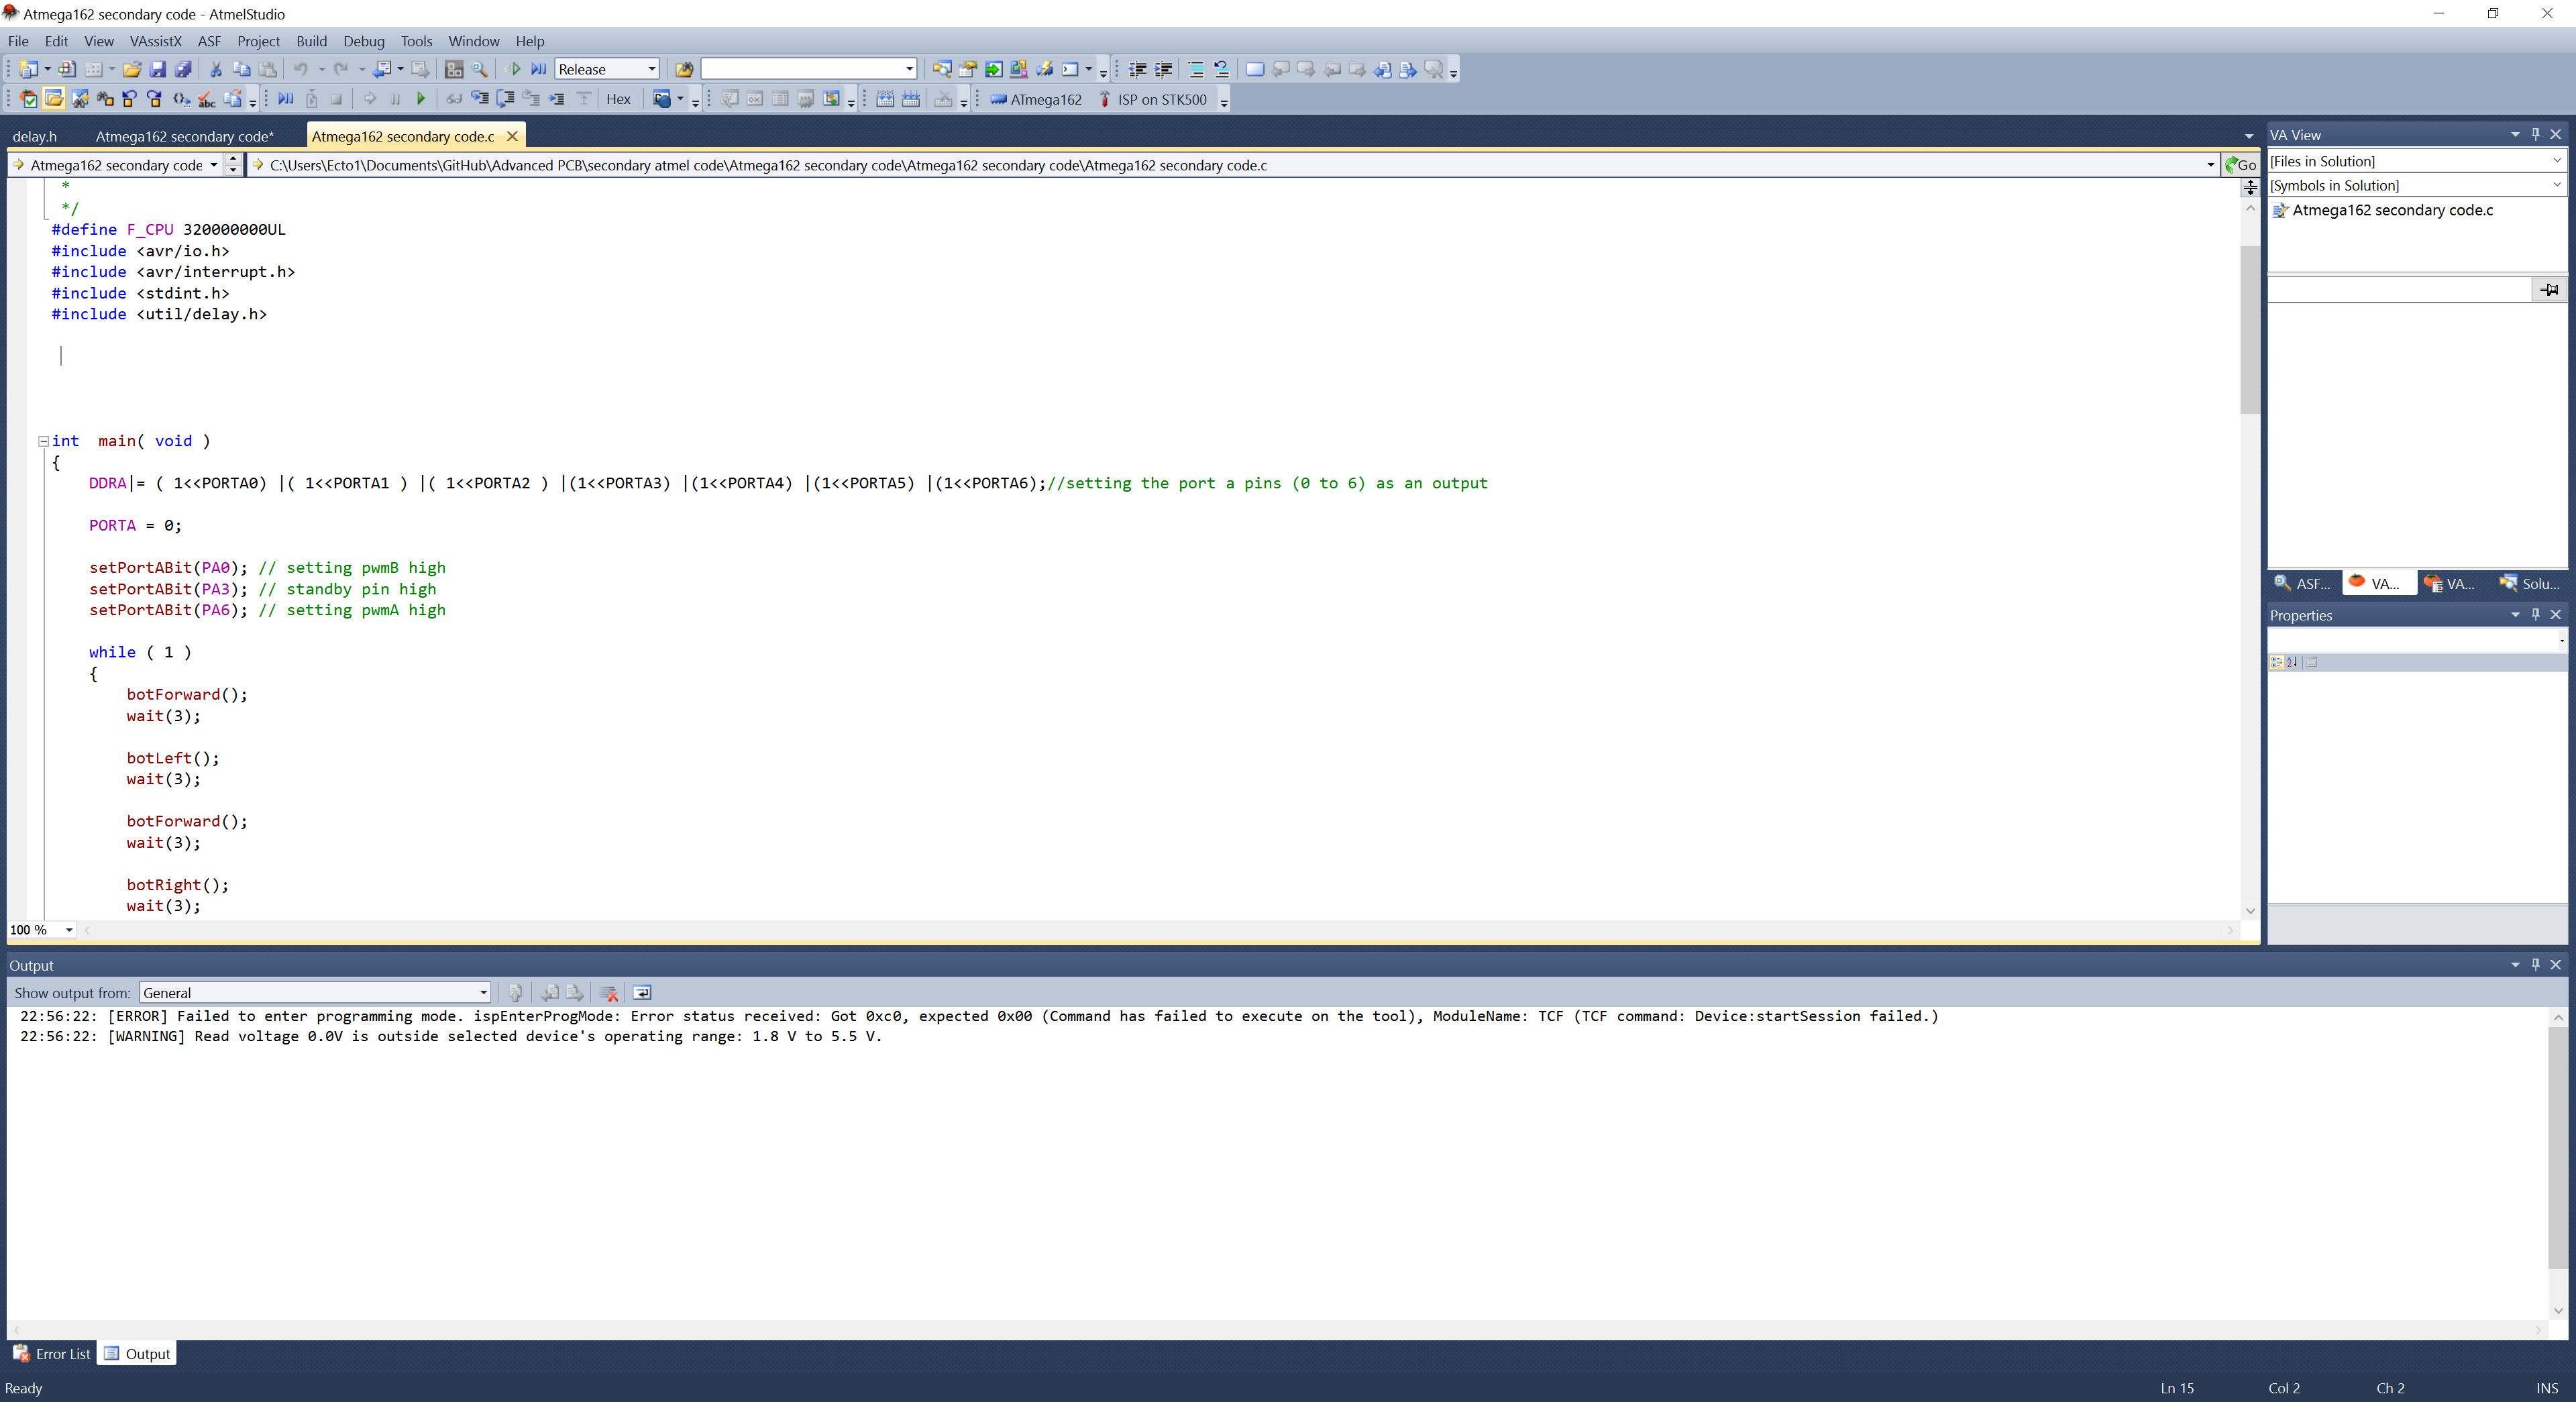 Atmega162 secondary code - AtmelStudio
File Edit View VAssistX ASF Project Build Debug Tools Window Help
Release
Hex
ATmega162 ISP on STK500
delay.h Atmega162 secondary code* Atmega162 secondary code.c
Atmega162 secondary code C:\Users\Ecto1\Documents\GitHub\Advanced PCB\secondary atmel code\Atmega162 secondary code\Atmega162 secondary code\Atmega162 secondary code.c Go
*
*/
#define F_CPU 320000000UL
#include <avr/io.h>
#include <avr/interrupt.h>
#include <stdint.h>
#include <util/delay.h>
int  main( void )
{
DDRA|= ( 1<<PORTA0) |( 1<<PORTA1 ) |( 1<<PORTA2 ) |(1<<PORTA3) |(1<<PORTA4) |(1<<PORTA5) |(1<<PORTA6);//setting the port a pins (0 to 6) as an output
PORTA = 0;
setPortABit(PA0); // setting pwmB high
setPortABit(PA3); // standby pin high
setPortABit(PA6); // setting pwmA high
while ( 1 )
{
botForward();
wait(3);
botLeft();
wait(3);
botForward();
wait(3);
botRight();
wait(3);
100 %
VA View
[Files in Solution]
[Symbols in Solution]
Atmega162 secondary code.c
ASF... VA... VA... Solu...
Properties
Output
Show output from: General
22:56:22: [ERROR] Failed to enter programming mode. ispEnterProgMode: Error status received: Got 0xc0, expected 0x00 (Command has failed to execute on the tool), ModuleName: TCF (TCF command: Device:startSession failed.)
22:56:22: [WARNING] Read voltage 0.0V is outside selected device's operating range: 1.8 V to 5.5 V.
Error List Output
Ready Ln 15 Col 2 Ch 2 INS